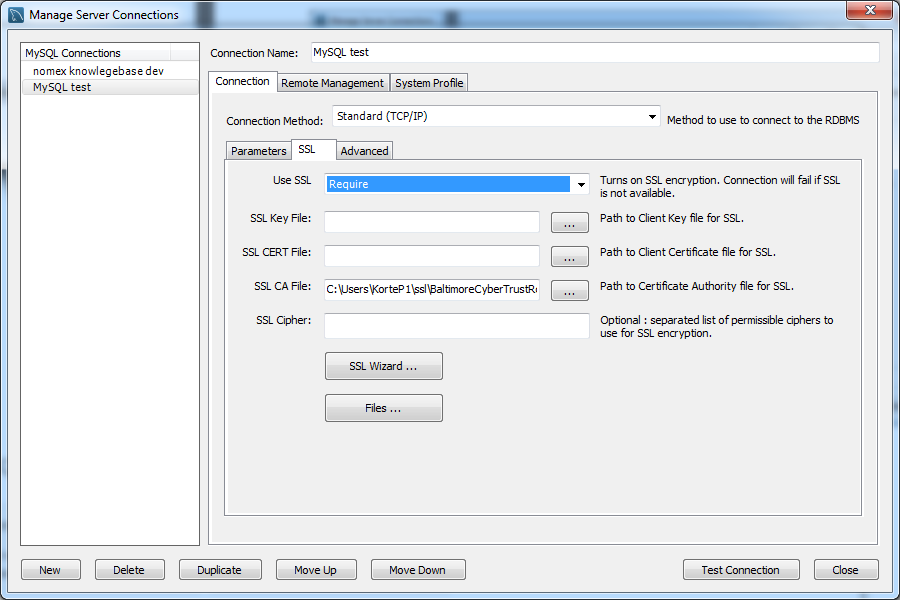 Manage Server Connections
MySQL Connections
nomex knowlegebase dev
MySQL test
Connection Name: MySQL test
Connection Remote Management System Profile
Connection Method: Standard (TCP/IP) Method to use to connect to the RDBMS
Parameters SSL Advanced
Use SSL Require Turns on SSL encryption. Connection will fail if SSL
is not available.
SSL Key File: ... Path to Client Key file for SSL.
SSL CERT File: ... Path to Client Certificate file for SSL.
SSL CA File: C:\Users\KorteP1\ssl\BaltimoreCyberTrustR ... Path to Certificate Authority file for SSL.
SSL Cipher: Optional : separated list of permissible ciphers to
use for SSL encryption.
SSL Wizard ...
Files ...
New Delete Duplicate Move Up Move Down Test Connection Close